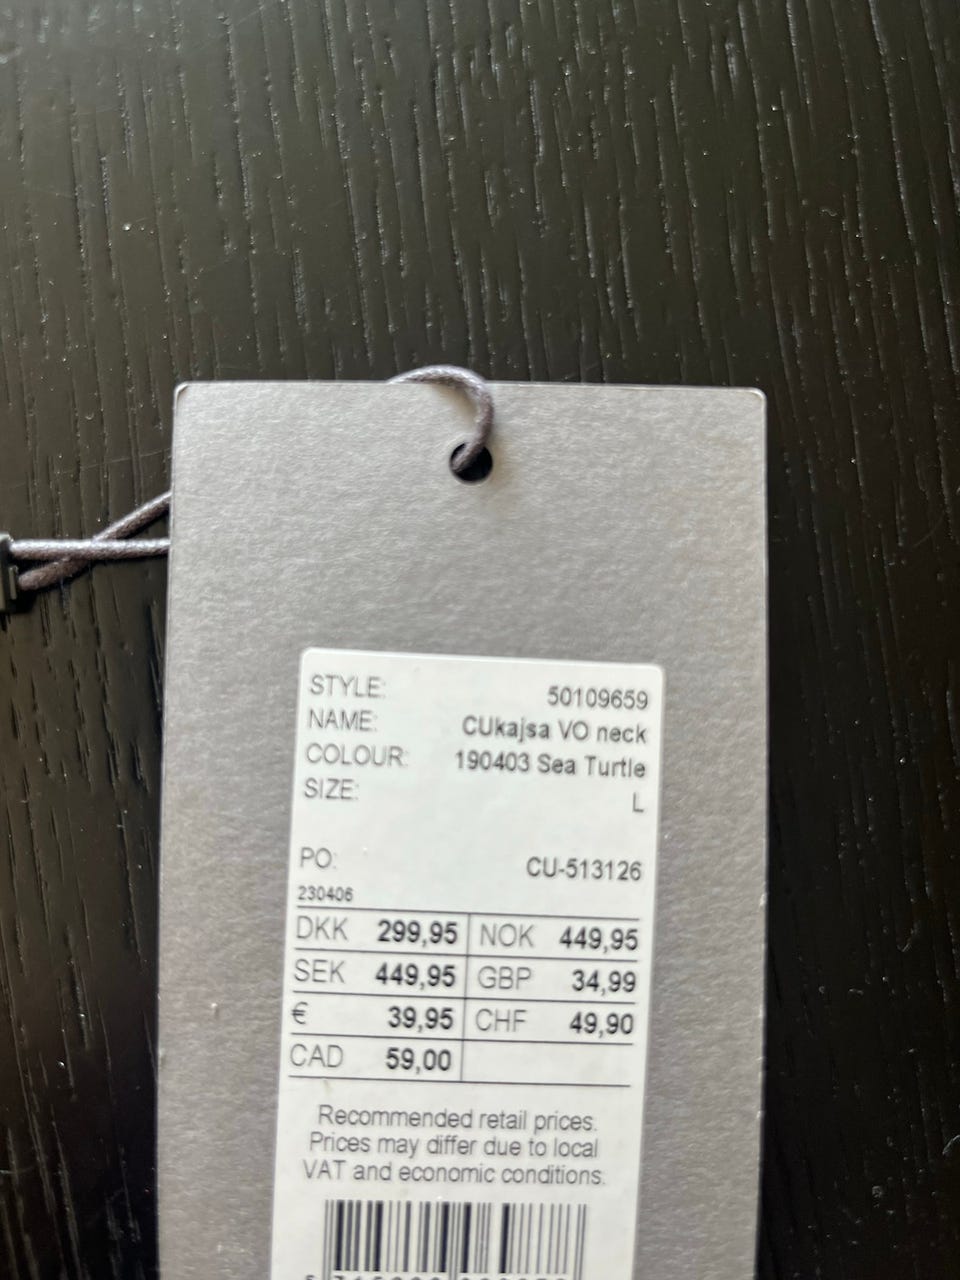 STYLE: 50109659
NAME: CUkajsa VO neck
COLOUR: 190403 Sea Turtle
SIZE: L
PO: CU-513126
230406
DKK 299,95 NOK 449,95
SEK 449,95 GBP 34,99
€ 39,95 CHF 49,90
CAD 59,00
Recommended retail prices.
Prices may differ due to local
VAT and economic conditions.